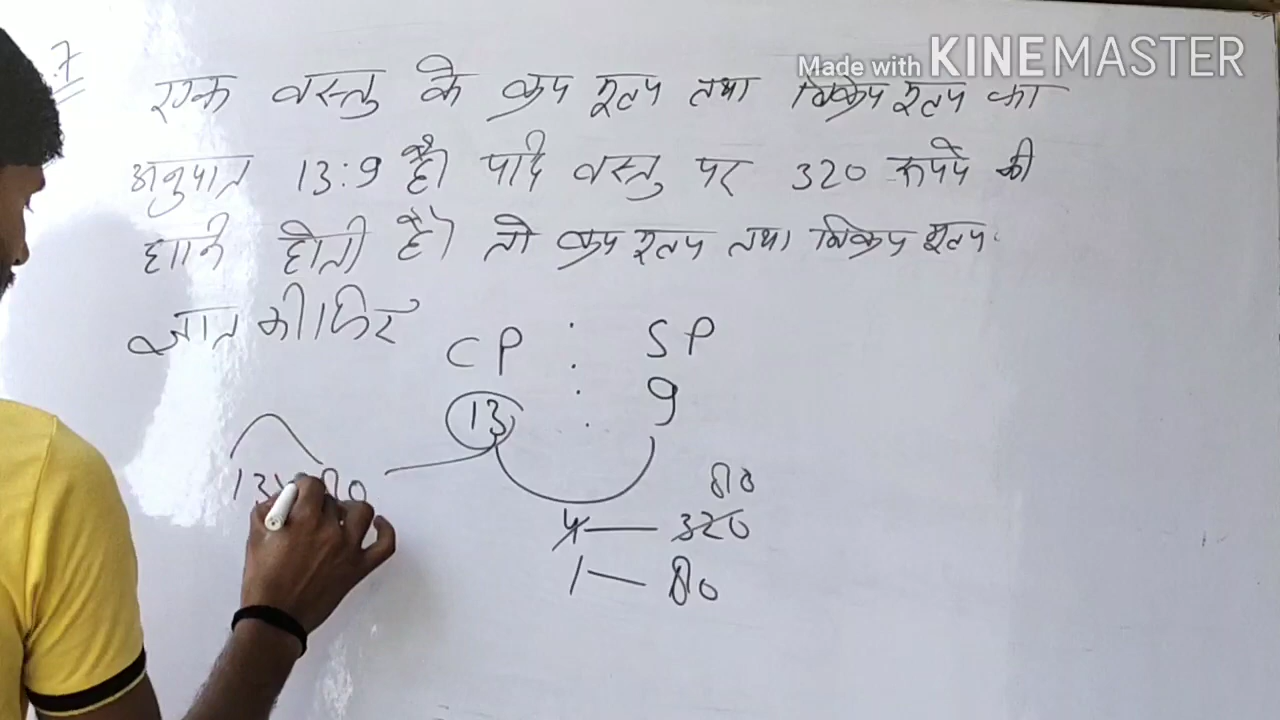 Made with KINEMASTER
.7
एक वस्तु के क्रय मूल्य तथा विक्रय मूल्य का
अनुपात 13:9 है। यदि वस्तु पर 320 रूपये की
हानि होती है। तो क्रय मूल्य तथा विक्रय मूल्य
ज्ञात कीजिए
CP : SP
13 : 9
80
4 — 320
1 — 80